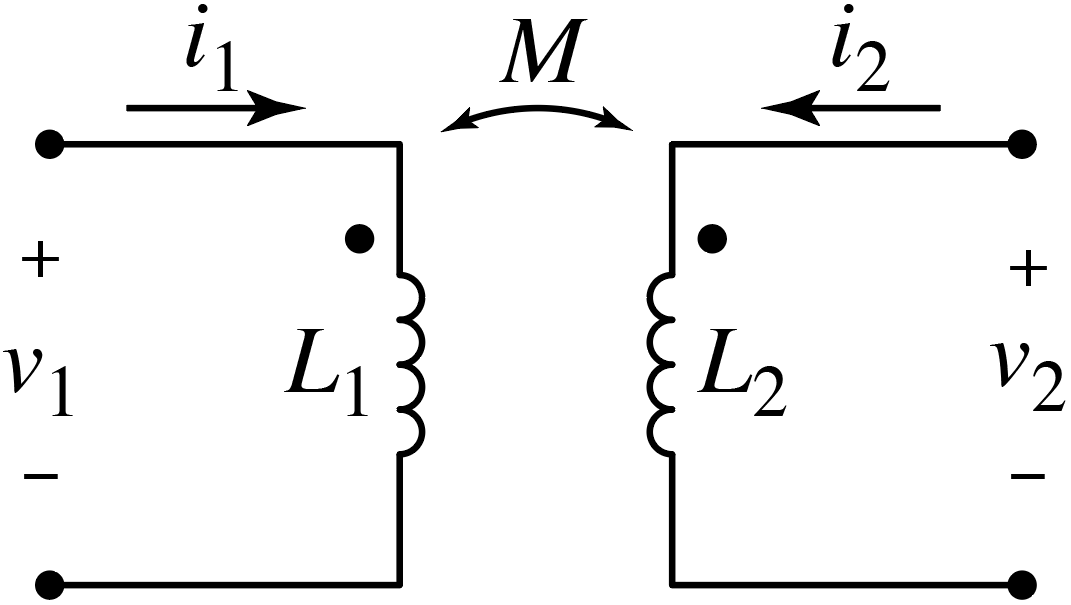 i₁ M i₂
+ +
v₁ L₁ L₂ v₂
− −